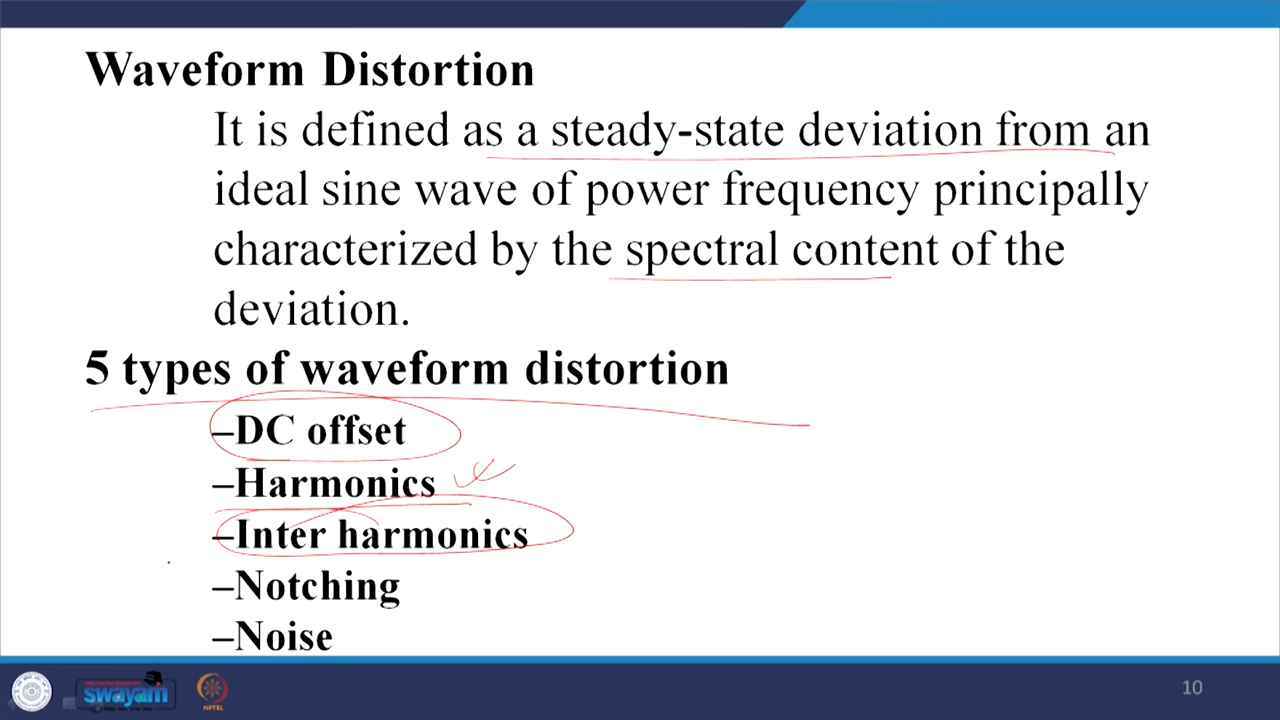 Waveform Distortion
It is defined as a steady-state deviation from an
ideal sine wave of power frequency principally
characterized by the spectral content of the
deviation.
5 types of waveform distortion
–DC offset
–Harmonics
–Inter harmonics
–Notching
–Noise
swayam
NPTEL
10